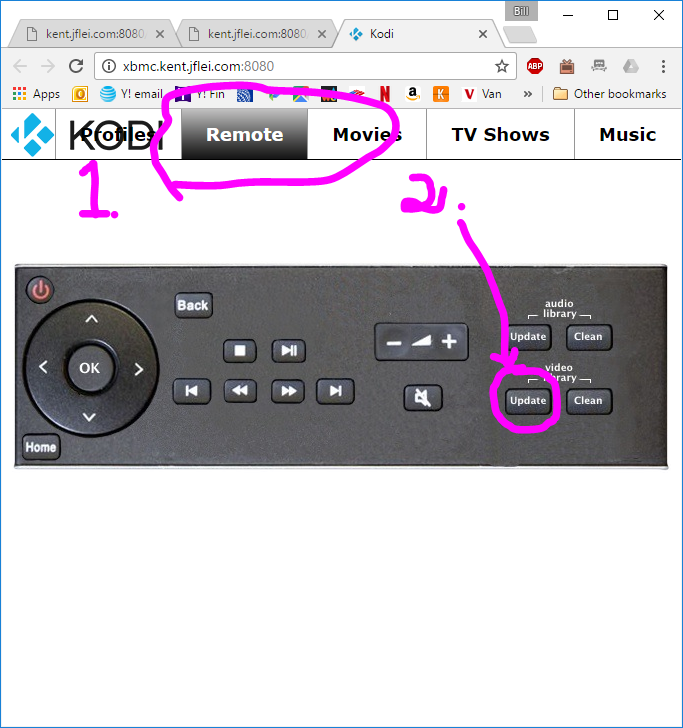 Bill
kent.jflei.com:8080/
kent.jflei.com:8080/
Kodi
xbmc.kent.jflei.com:8080
ABP
Apps
Y! email
Y! Fin
Van
»
Other bookmarks
KODI
Profiles
Remote
Movies
TV Shows
Music
1.
2.
Back
audio
library
Update
Clean
OK
video
library
Update
Clean
Home